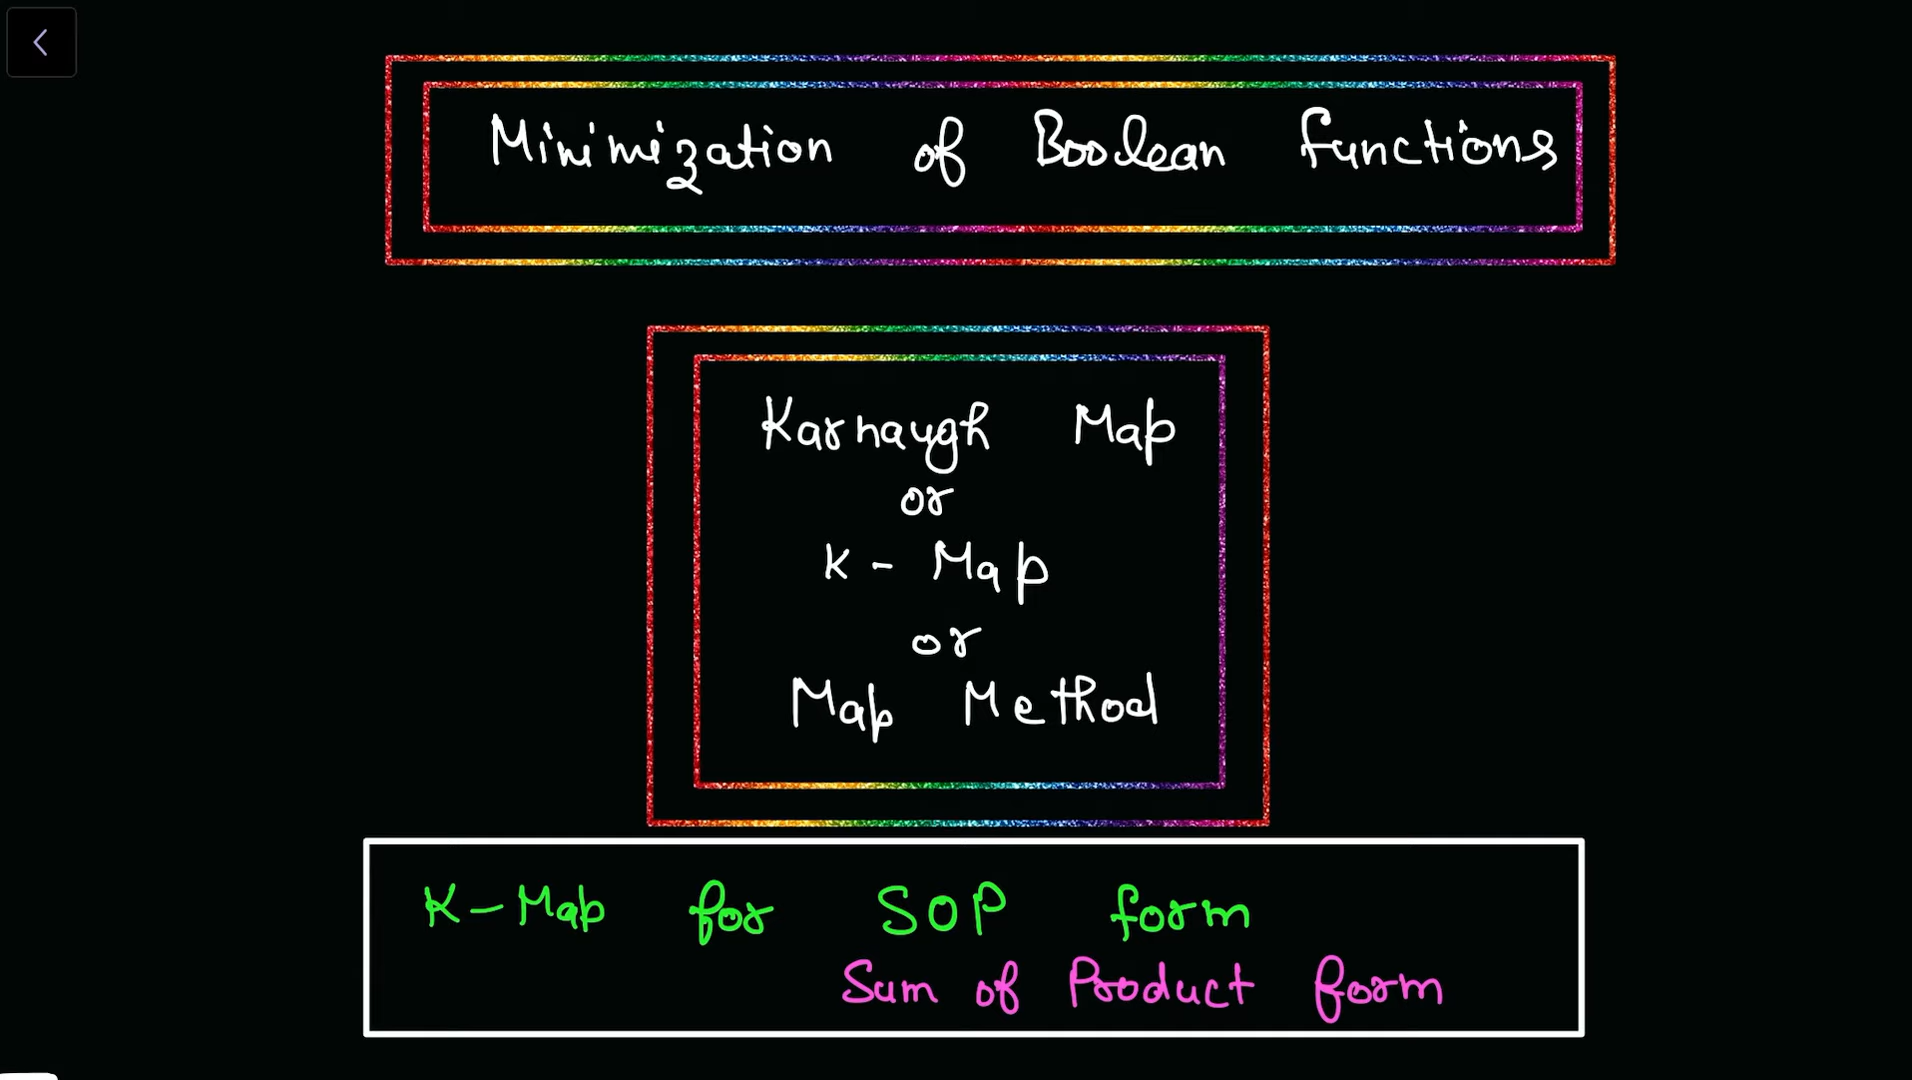 Minimization of Boolean functions
Karnaugh Map
or
K - Map
or
Map Method
K-Map for SOP form
Sum of Product form